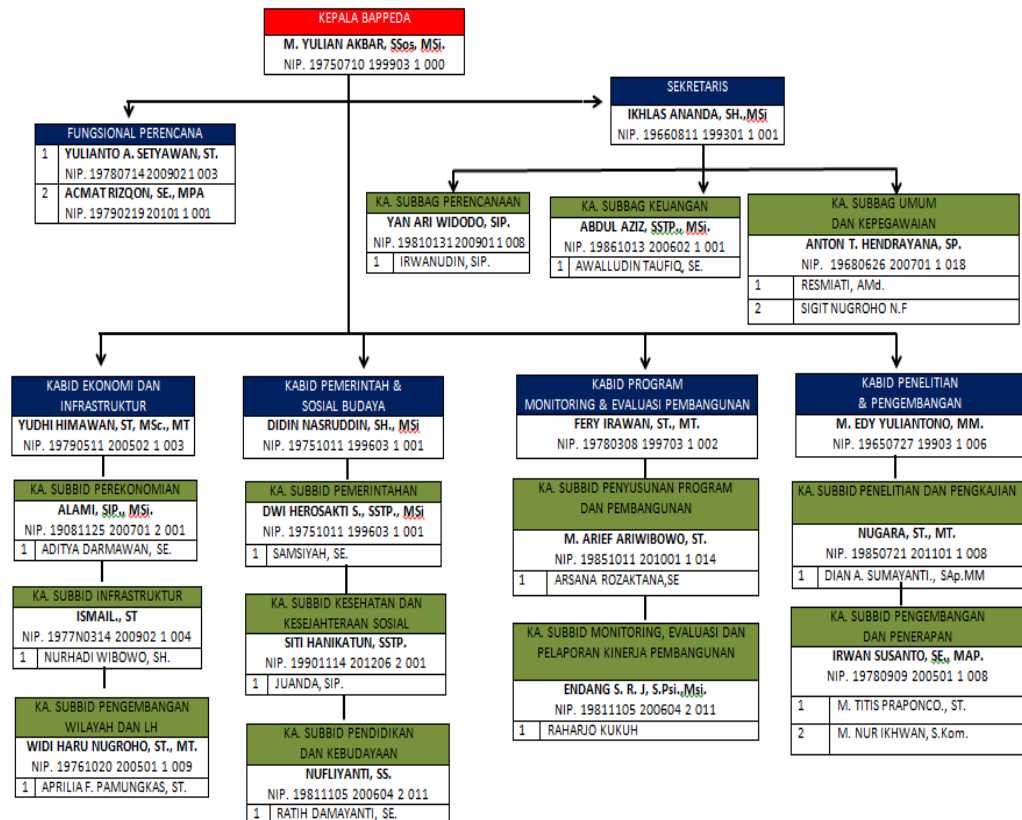 KEPALA BAPPEDA
M. YULIAN AKBAR, SSos, MSi.
NIP. 19750710 199903 1 000
SEKRETARIS
IKHLAS ANANDA, SH.,MSi
NIP. 19660811 199301 1 001
FUNGSIONAL PERENCANA
1 YULIANTO A. SETYAWAN, ST.
NIP. 19780714 200902 1 003
2 ACMAT RIZQON, SE., MPA
NIP. 19790219 20101 1 001
KA. SUBBAG PERENCANAAN
YAN ARI WIDODO, SIP.
NIP. 19810131 200901 1 008
1 IRWANUDIN, SIP.
KA. SUBBAG KEUANGAN
ABDUL AZIZ, SSTP., MSi.
NIP. 19861013 200602 1 001
1 AWALLUDIN TAUFIQ, SE.
KA. SUBBAG UMUM
DAN KEPEGAWAIAN
ANTON T. HENDRAYANA, SP.
NIP. 19680626 200701 1 018
1 RESMIATI, AMd.
2 SIGIT NUGROHO N.F
KABID EKONOMI DAN
INFRASTRUKTUR
YUDHI HIMAWAN, ST, MSc., MT
NIP. 19790511 200502 1 003
KA. SUBBID PEREKONOMIAN
ALAMI, SIP., MSi.
NIP. 19081125 200701 2 001
1 ADITYA DARMAWAN, SE.
KA. SUBBID INFRASTRUKTUR
ISMAIL., ST
NIP. 1977N0314 200902 1 004
1 NURHADI WIBOWO, SH.
KA. SUBBID PENGEMBANGAN
WILAYAH DAN LH
WIDI HARU NUGROHO, ST., MT.
NIP. 19761020 200501 1 009
1 APRILIA F. PAMUNGKAS, ST.
KABID PEMERINTAH &
SOSIAL BUDAYA
DIDIN NASRUDDIN, SH., MSi
NIP. 19751011 199603 1 001
KA. SUBBID PEMERINTAHAN
DWI HEROSAKTI S., SSTP., MSi
NIP. 19751011 199603 1 001
1 SAMSIYAH, SE.
KA. SUBBID KESEHATAN DAN
KESEJAHTERAAN SOSIAL
SITI HANIKATUN, SSTP.
NIP. 19901114 201206 2 001
1 JUANDA, SIP.
KA. SUBBID PENDIDIKAN
DAN KEBUDAYAAN
NUFLIYANTI, SS.
NIP. 19811105 200604 2 011
1 RATIH DAMAYANTI, SE.
KABID PROGRAM
MONITORING & EVALUASI PEMBANGUNAN
FERY IRAWAN, ST., MT.
NIP. 19780308 199703 1 002
KA. SUBBID PENYUSUNAN PROGRAM
DAN PEMBANGUNAN
M. ARIEF ARIWIBOWO, ST.
NIP. 19851011 201001 1 014
1 ARSANA ROZAKTANA,SE
KA. SUBBID MONITORING, EVALUASI DAN
PELAPORAN KINERJA PEMBANGUNAN
ENDANG S. R. J, S.Psi.,Msi.
NIP. 19811105 200604 2 011
1 RAHARJO KUKUH
KABID PENELITIAN
& PENGEMBANGAN
M. EDY YULIANTONO, MM.
NIP. 19650727 19903 1 006
KA. SUBBID PENELITIAN DAN PENGKAJIAN
NUGARA, ST., MT.
NIP. 19850721 201101 1 008
1 DIAN A. SUMAYANTI., SAp.MM
KA. SUBBID PENGEMBANGAN
DAN PENERAPAN
IRWAN SUSANTO, SE., MAP.
NIP. 19780909 200501 1 008
1 M. TITIS PRAPONCO., ST.
2 M. NUR IKHWAN, S.Kom.